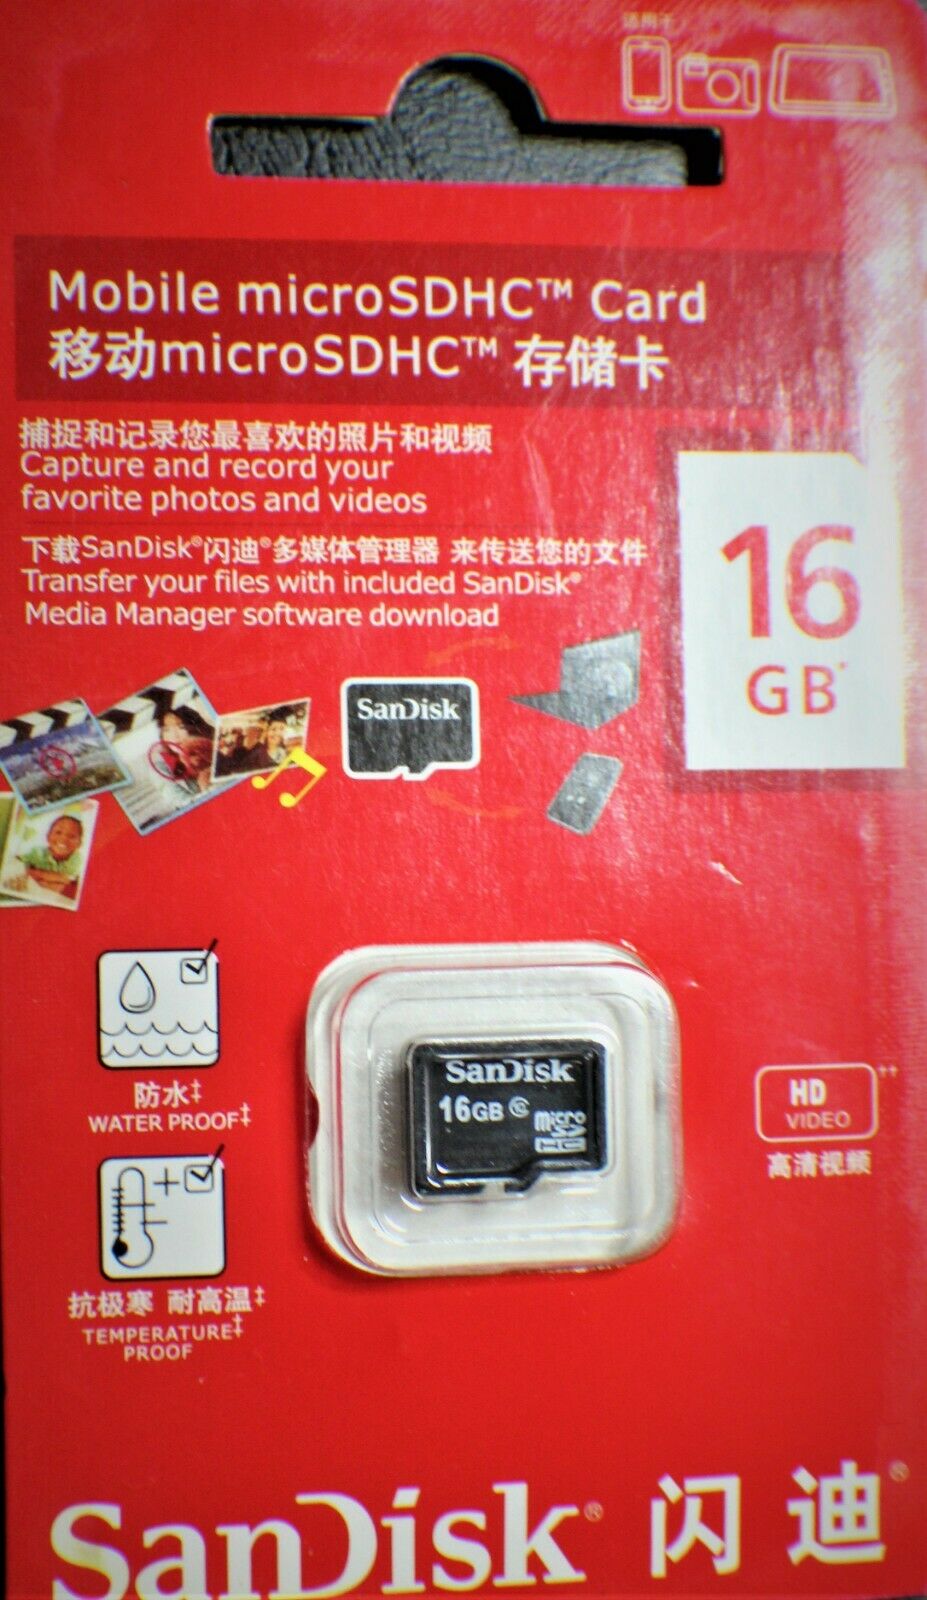 适用于
Mobile microSDHC™ Card
移动microSDHC™ 存储卡
捕捉和记录您最喜欢的照片和视频
Capture and record your
favorite photos and videos
下载SanDisk®闪迪®多媒体管理器 来传送您的文件
Transfer your files with included SanDisk®
Media Manager software download
16
GB*
SanDisk
SanDisk
16GB
micro
HC
防水‡
WATER PROOF‡
HD
VIDEO
††
高清视频
抗极寒 耐高温‡
TEMPERATURE‡
PROOF
SanDisk® 闪迪®